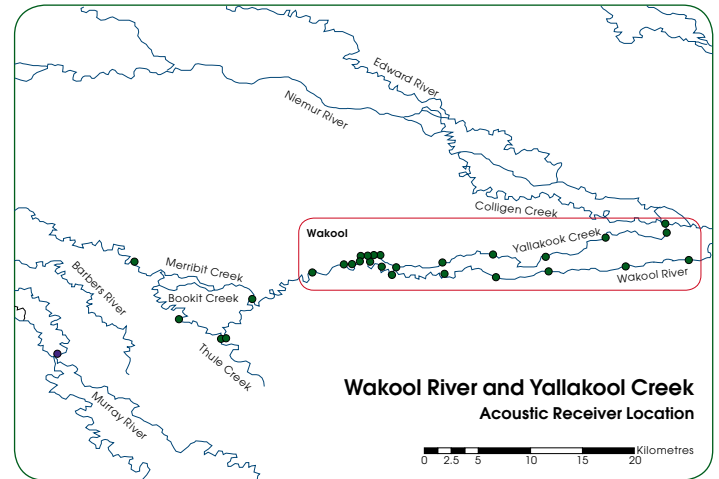 Edward River
Niemur River
Colligen Creek
Wakool
Yallakook Creek
Wakool River
Merribit Creek
Barbers River
Bookit Creek
Thule Creek
Murray River
Wakool River and Yallakool Creek
Acoustic Receiver Location
Kilometres
0 2.5 5 10 15 20